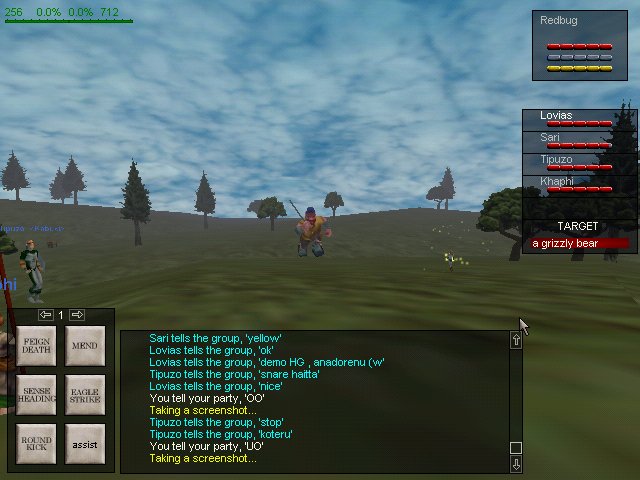 256 0.0% 0.0% 712
Redbug
Lovias
Sari
Tipuzo
Khaphi
TARGET
a grizzly bear
hi
1
FEIGN DEATH
MEND
SENSE HEADING
EAGLE STRIKE
ROUND KICK
assist
Sari tells the group, 'yellow'
Lovias tells the group, 'ok'
Lovias tells the group, 'demo HG , anadorenu (w'
Tipuzo tells the group, 'snare haitta'
Lovias tells the group, 'nice'
You tell your party, 'OO'
Taking a screenshot...
Tipuzo tells the group, 'stop'
Tipuzo tells the group, 'koteru'
You tell your party, 'UO'
Taking a screenshot...